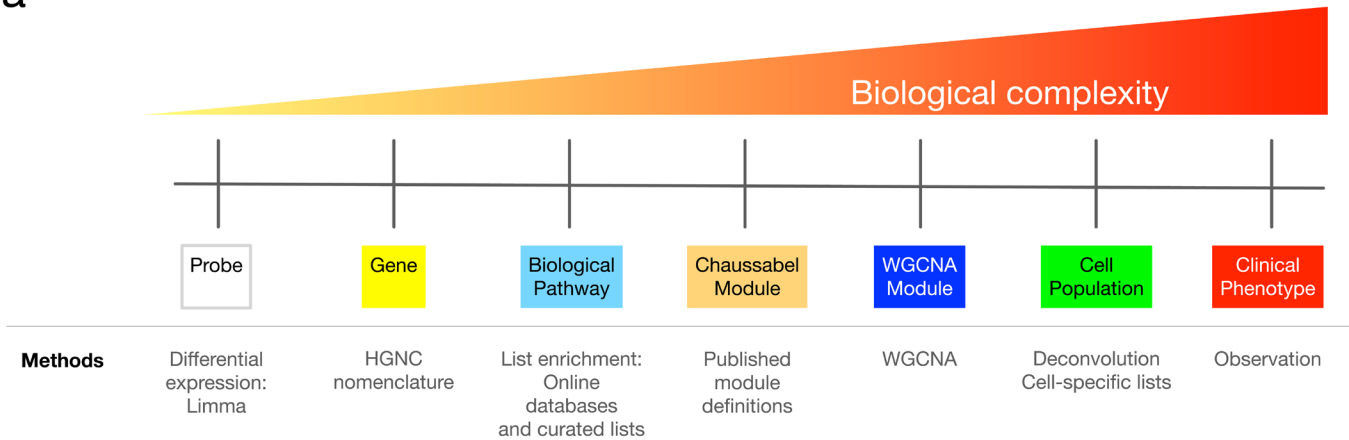 a
Biological complexity
Probe
Gene
Biological
Pathway
Chaussabel
Module
WGCNA
Module
Cell
Population
Clinical
Phenotype
Methods
Differential
expression:
Limma
HGNC
nomenclature
List enrichment:
Online
databases
and curated lists
Published
module
definitions
WGCNA
Deconvolution
Cell-specific lists
Observation